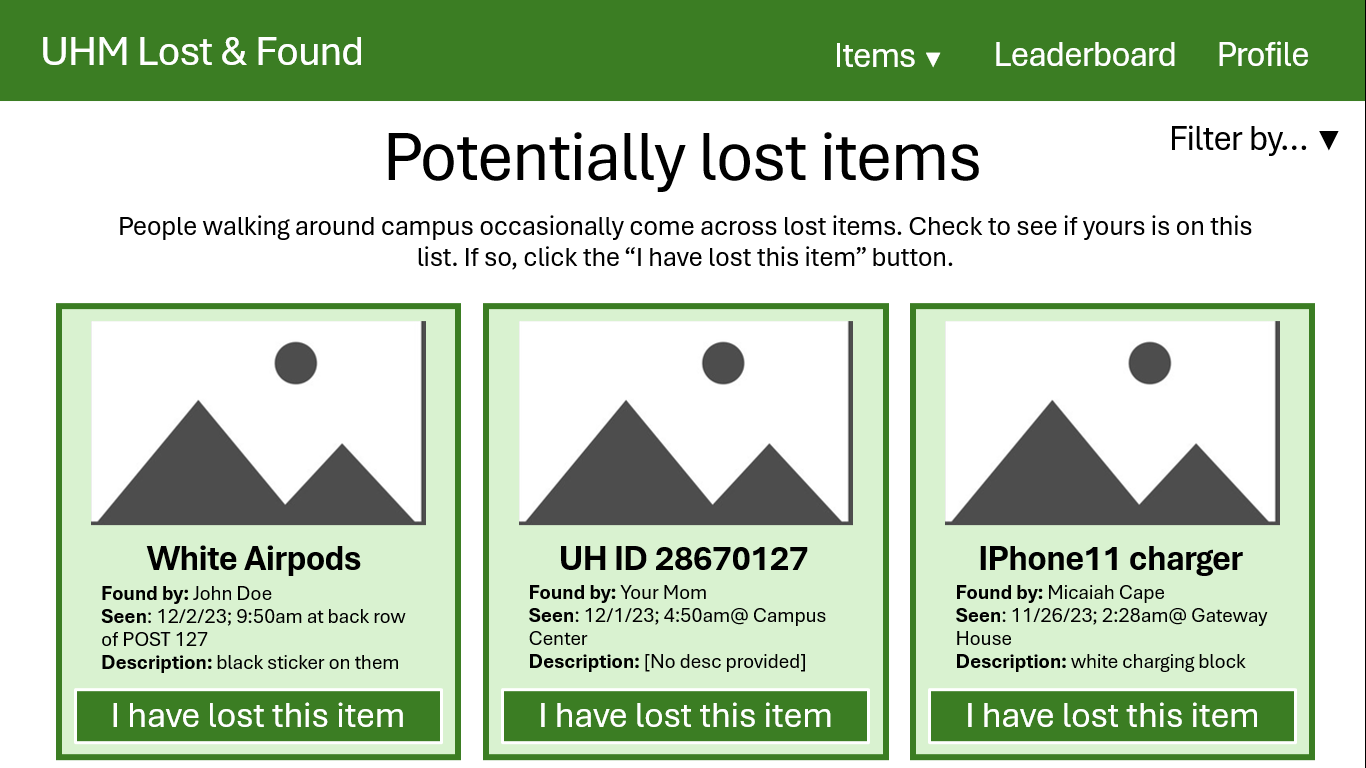 UHM Lost & Found
Items ▼
Leaderboard
Profile
Potentially lost items
Filter by... ▼
People walking around campus occasionally come across lost items. Check to see if yours is on this
list. If so, click the “I have lost this item” button.
White Airpods
Found by: John Doe
Seen: 12/2/23; 9:50am at back row
of POST 127
Description: black sticker on them
I have lost this item
UH ID 28670127
Found by: Your Mom
Seen: 12/1/23; 4:50am@ Campus
Center
Description: [No desc provided]
I have lost this item
IPhone11 charger
Found by: Micaiah Cape
Seen: 11/26/23; 2:28am@ Gateway
House
Description: white charging block
I have lost this item